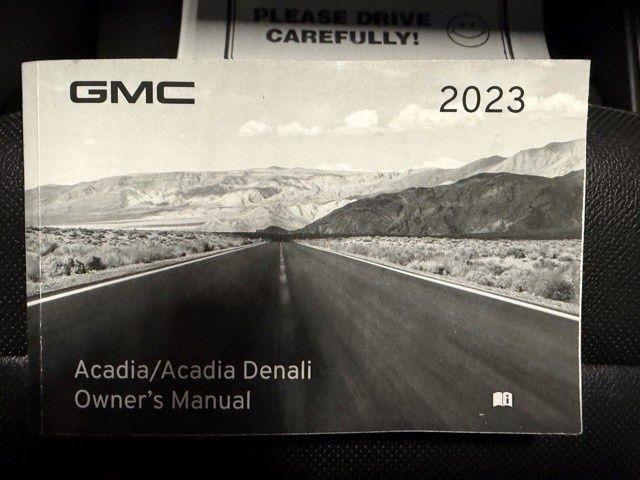 PLEASE DRIVE
CAREFULLY!
GMC
2023
Acadia/Acadia Denali
Owner's Manual